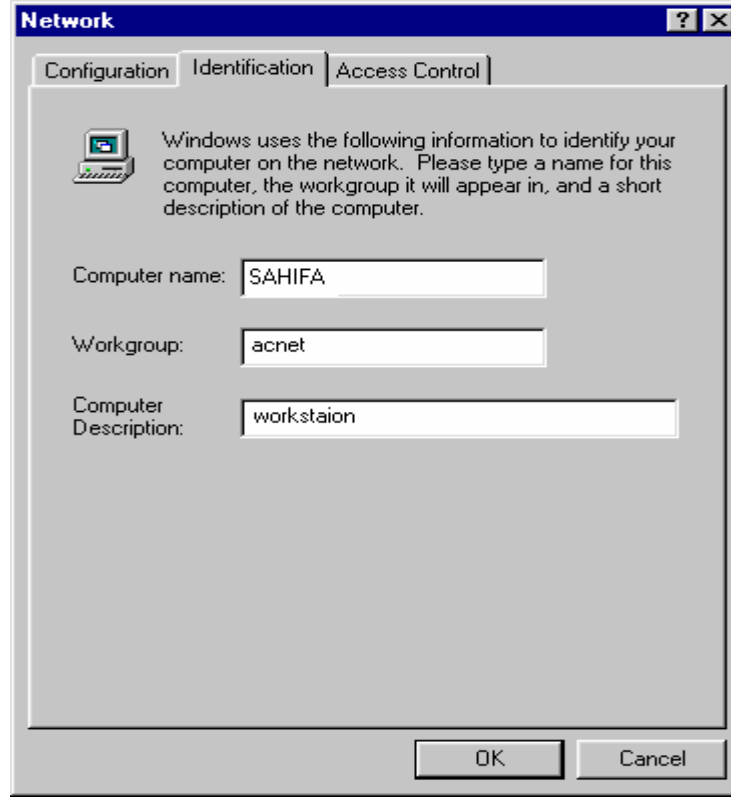 Network
Configuration Identification Access Control
Windows uses the following information to identify your
computer on the network. Please type a name for this
computer, the workgroup it will appear in, and a short
description of the computer.
Computer name: SAHIFA
Workgroup: acnet
Computer
Description: workstaion
OK Cancel